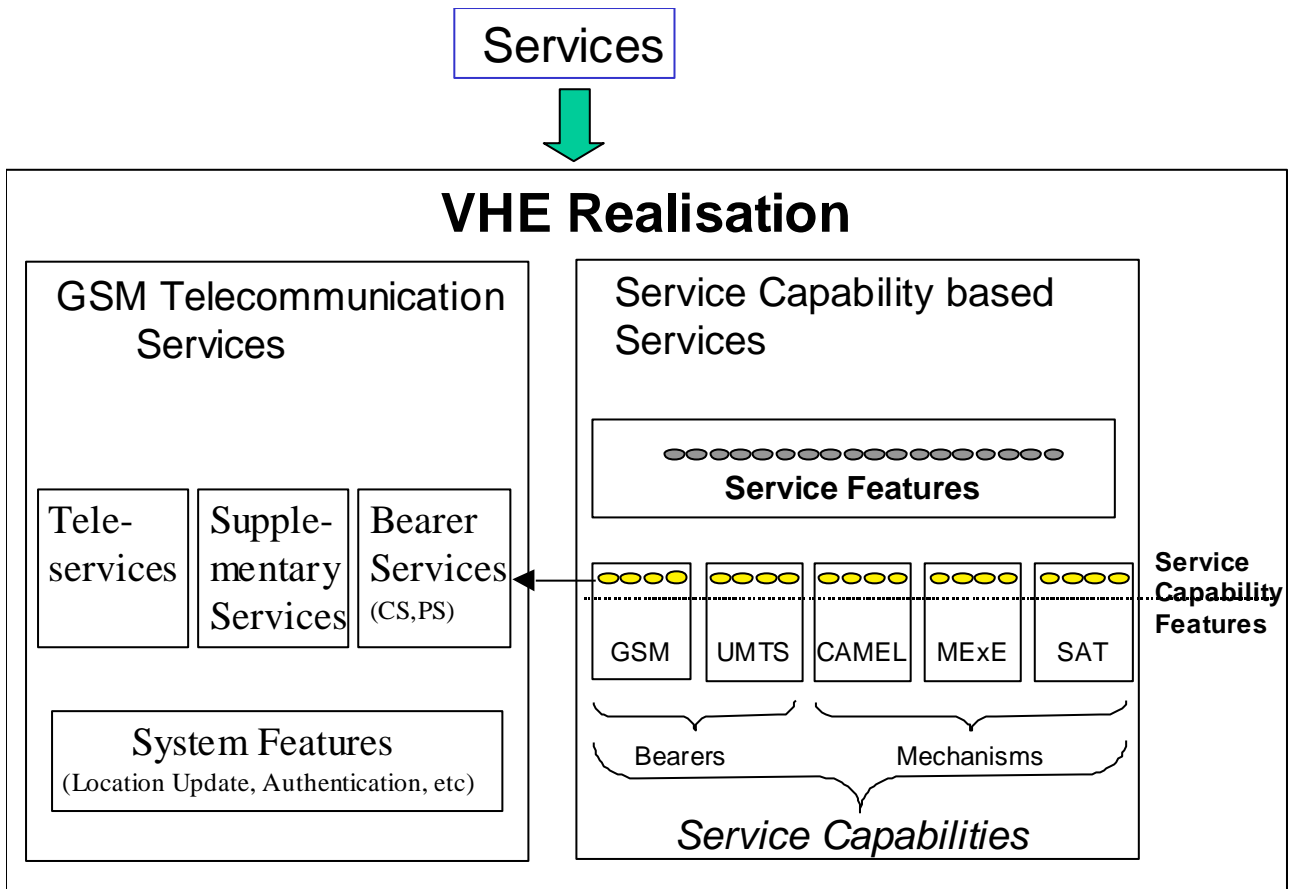 Services
VHE Realisation
GSM Telecommunication
Services
Tele-
services
Supple-
mentary
Services
Bearer
Services
(CS,PS)
System Features
(Location Update, Authentication, etc)
Service Capability based
Services
Service Features
GSM
UMTS
CAMEL
MExE
SAT
Service
Capability
Features
Bearers
Mechanisms
Service Capabilities